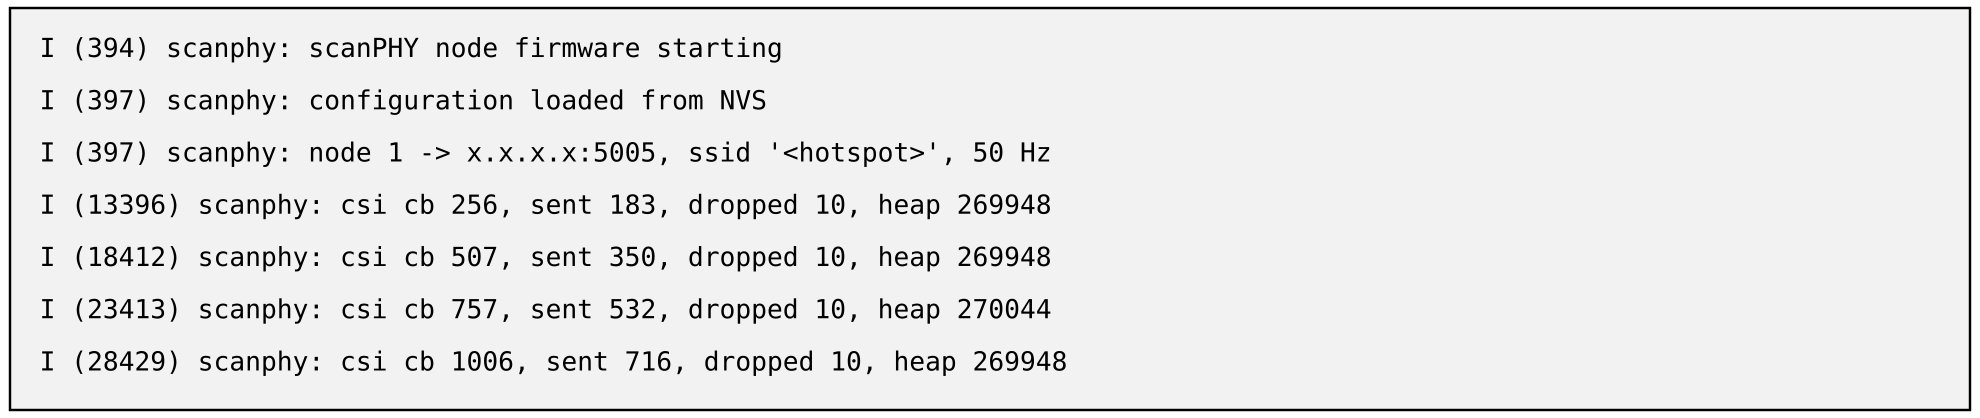 I (394) scanphy: scanPHY node firmware starting
I (397) scanphy: configuration loaded from NVS
I (397) scanphy: node 1 -> x.x.x.x:5005, ssid '<hotspot>', 50 Hz
I (13396) scanphy: csi cb 256, sent 183, dropped 10, heap 269948
I (18412) scanphy: csi cb 507, sent 350, dropped 10, heap 269948
I (23413) scanphy: csi cb 757, sent 532, dropped 10, heap 270044
I (28429) scanphy: csi cb 1006, sent 716, dropped 10, heap 269948